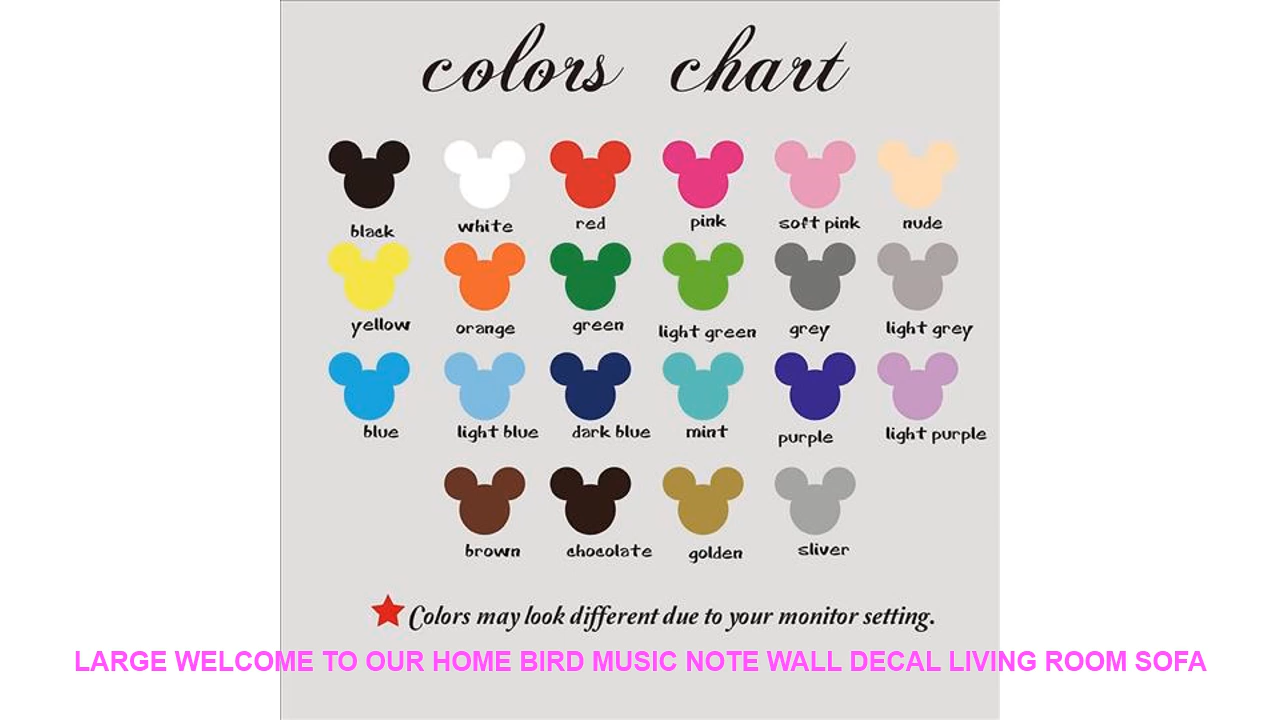 colors chart
black white red pink soft pink nude
yellow orange green light green grey light grey
blue light blue dark blue mint purple light purple
brown chocolate golden sliver
Colors may look different due to your monitor setting.
LARGE WELCOME TO OUR HOME BIRD MUSIC NOTE WALL DECAL LIVING ROOM SOFA